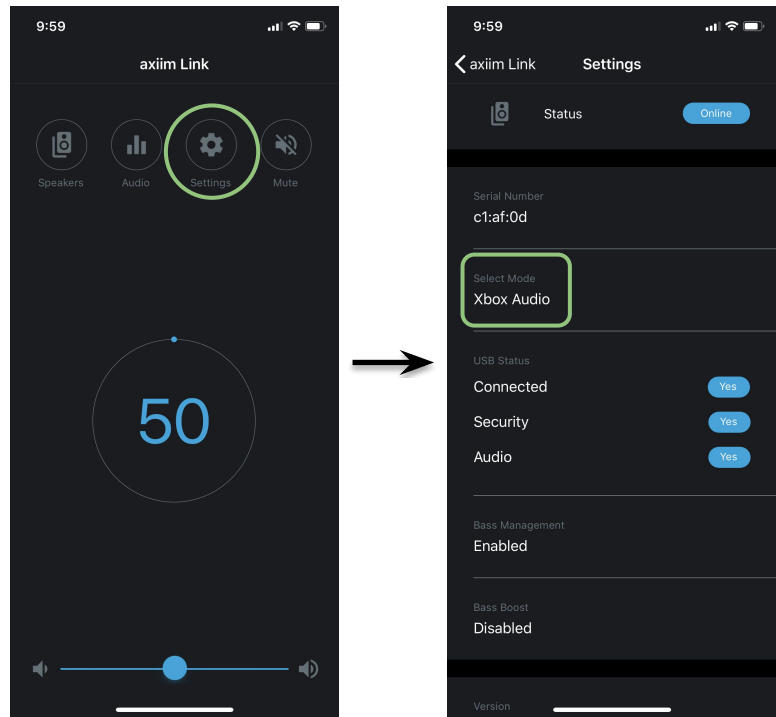 9:59
axiim Link
Speakers
Audio
Settings
Mute
50
9:59
axiim Link
Settings
Status
Online
Serial Number
c1:af:0d
Select Mode
Xbox Audio
USB Status
Connected
Yes
Security
Yes
Audio
Yes
Bass Management
Enabled
Bass Boost
Disabled
Version